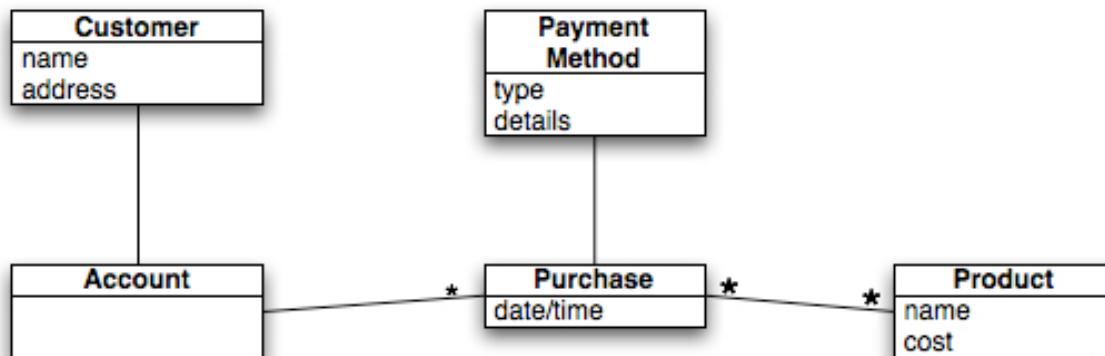 Customer
name
address
Payment
Method
type
details
Account
*
Purchase
date/time
*
*
Product
name
cost